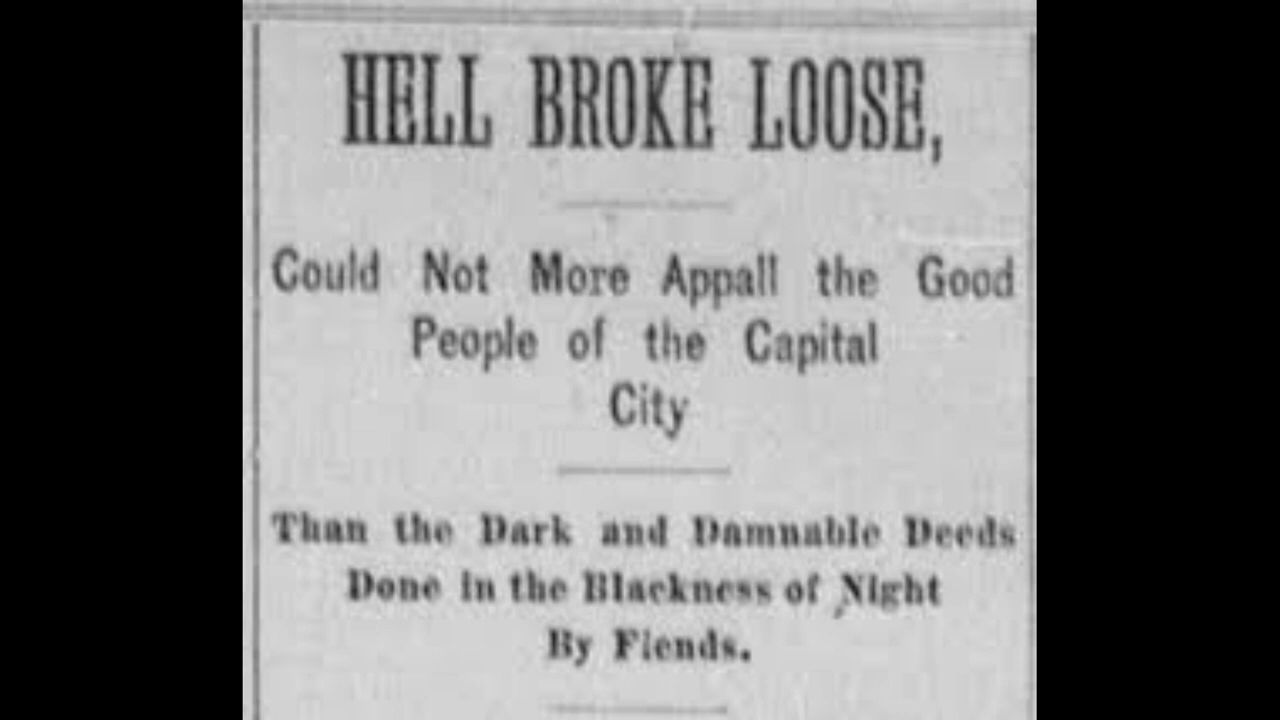 HELL BROKE LOOSE,
Could Not More Appall the Good
People of the Capital
City
Than the Dark and Damnable Deeds
Done in the Blackness of Night
By Fiends.